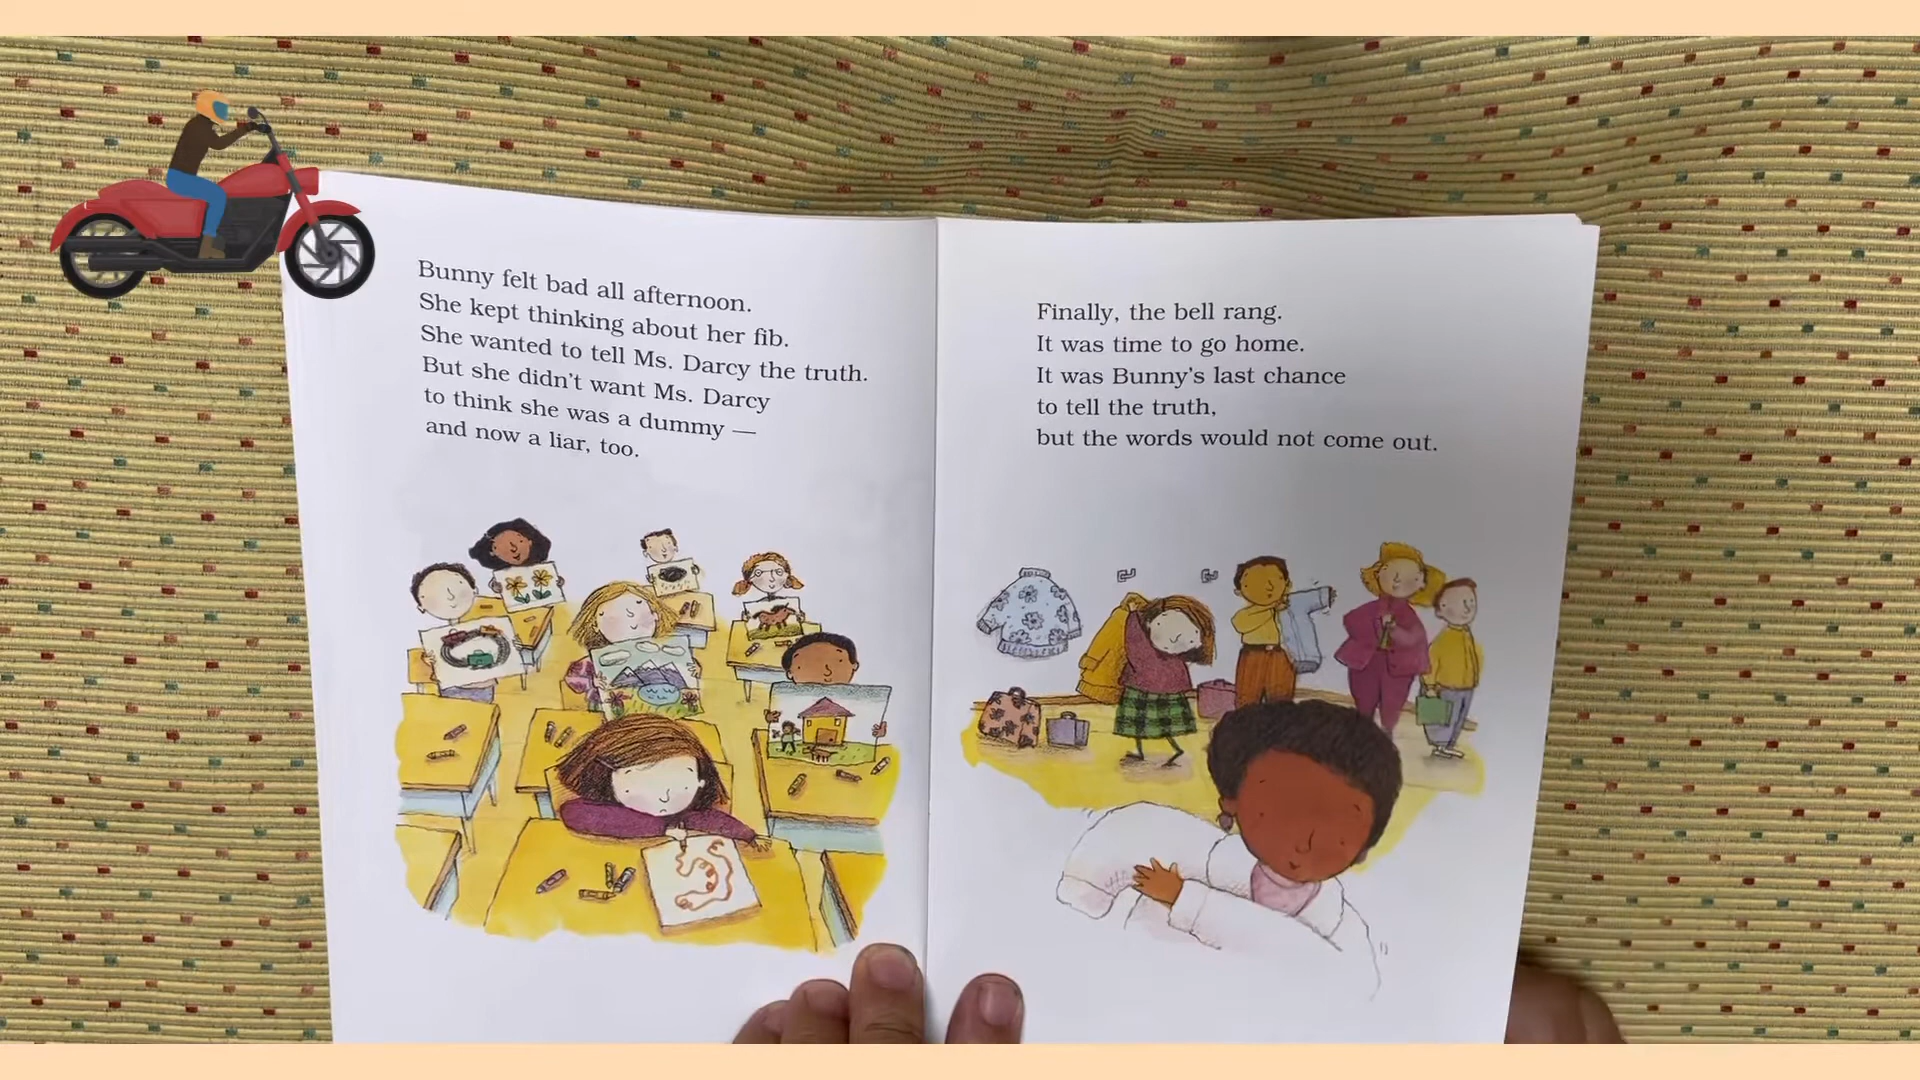 Bunny felt bad all afternoon.
She kept thinking about her fib.
She wanted to tell Ms. Darcy the truth.
But she didn't want Ms. Darcy
to think she was a dummy —
and now a liar, too.
Finally, the bell rang.
It was time to go home.
It was Bunny's last chance
to tell the truth,
but the words would not come out.